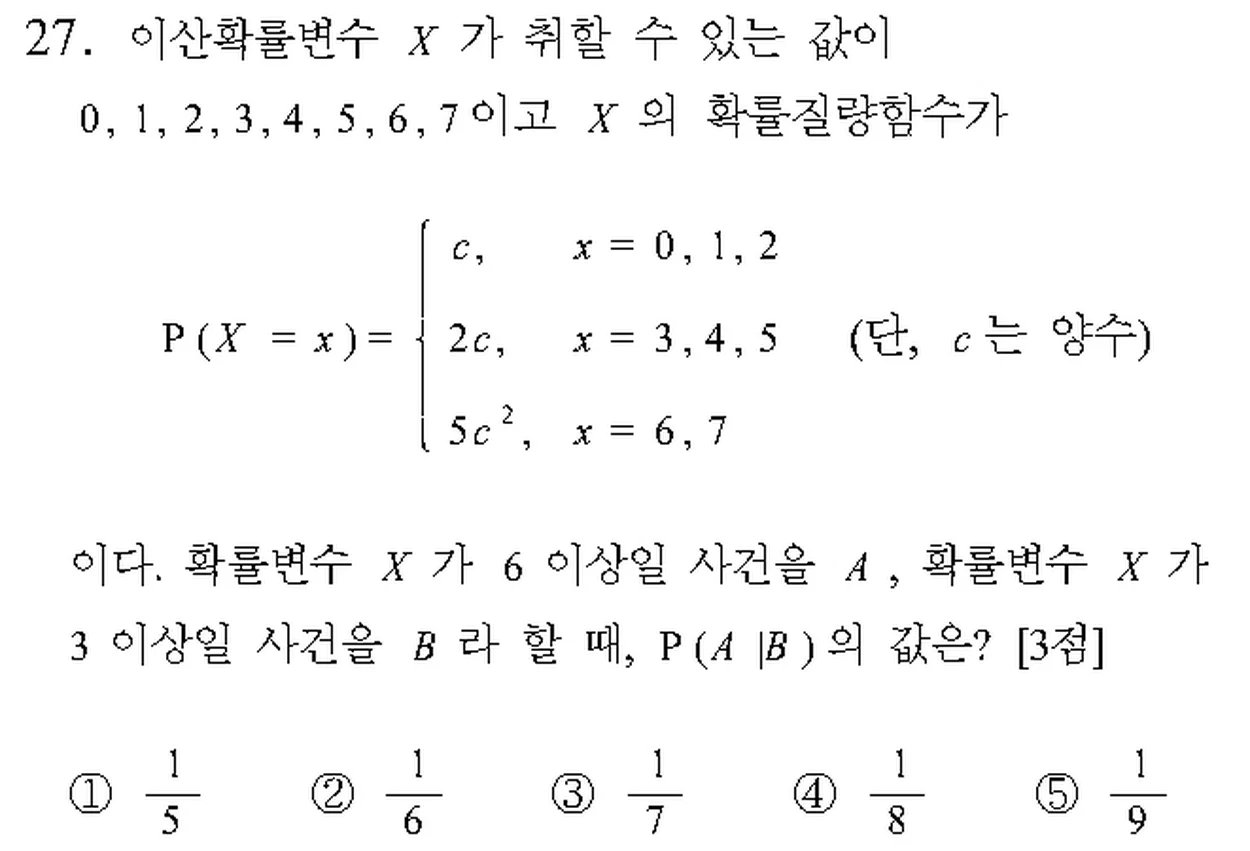 27. 이산확률변수 X 가 취할 수 있는 값이
0, 1, 2, 3, 4, 5, 6, 7 이고 X 의 확률질량함수가
c, x = 0, 1, 2
P(X = x) = 2c, x = 3, 4, 5 (단, c 는 양수)
5c², x = 6, 7
이다. 확률변수 X 가 6 이상일 사건을 A , 확률변수 X 가
3 이상일 사건을 B 라 할 때, P(A |B )의 값은? [3점]
① 1/5 ② 1/6 ③ 1/7 ④ 1/8 ⑤ 1/9